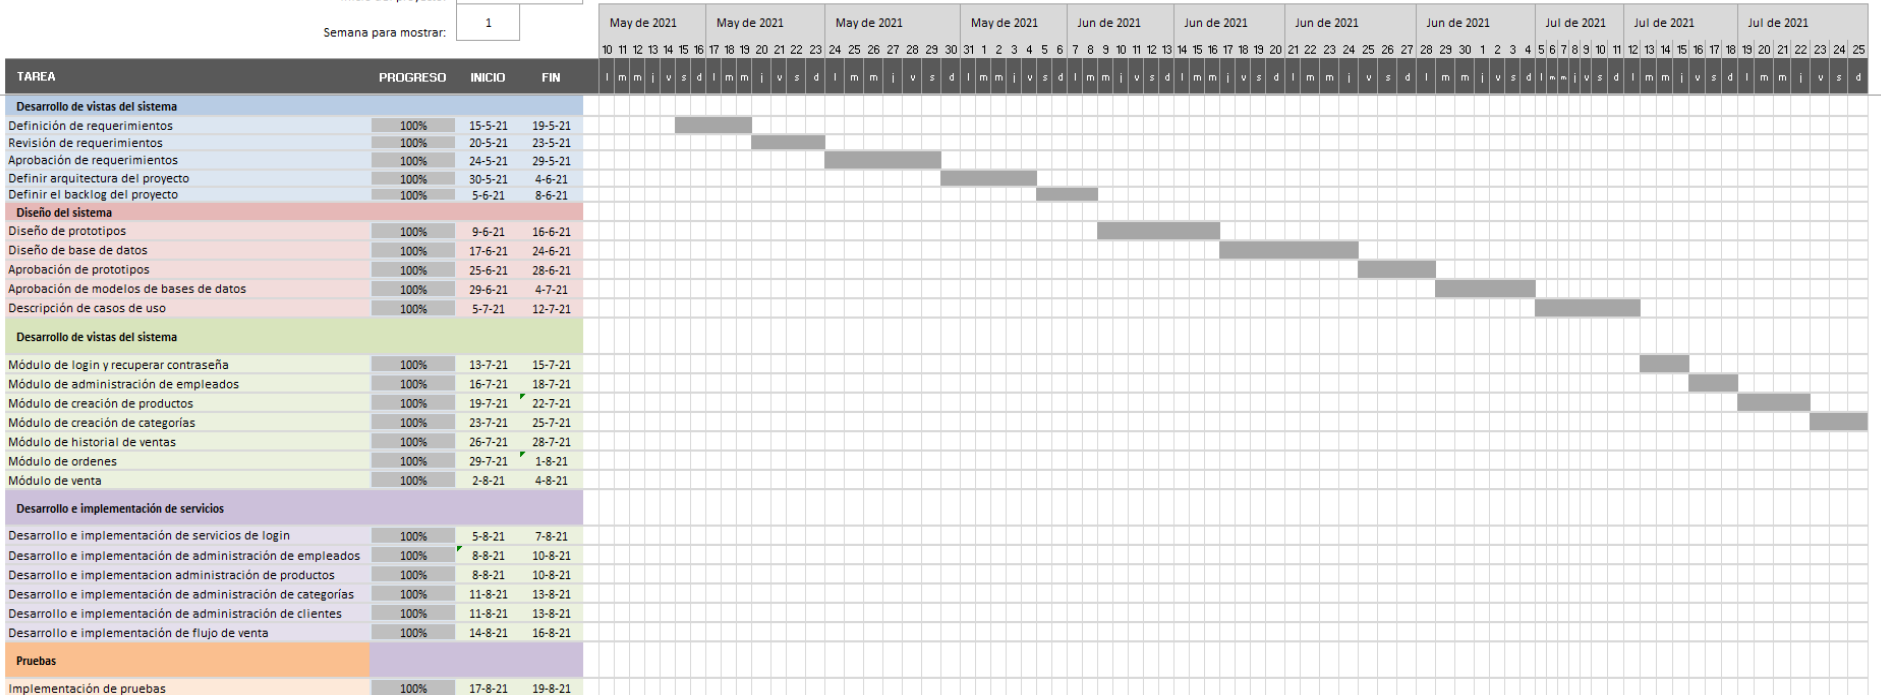 Semana para mostrar: 1
May de 2021 May de 2021 May de 2021 May de 2021 Jun de 2021 Jun de 2021 Jun de 2021 Jun de 2021 Jul de 2021 Jul de 2021 Jul de 2021
10 11 12 13 14 15 16 17 18 19 20 21 22 23 24 25 26 27 28 29 30 31 1 2 3 4 5 6 7 8 9 10 11 12 13 14 15 16 17 18 19 20 21 22 23 24 25 26 27 28 29 30 1 2 3 4 5 6 7 8 9 10 11 12 13 14 15 16 17 18 19 20 21 22 23 24 25
TAREA PROGRESO INICIO FIN l m m j v s d l m m j v s d l m m j v s d l m m j v s d l m m j v s d l m m j v s d l m m j v s d l m m j v s d l m m j v s d l m m j v s d l m m j v s d
Desarrollo de vistas del sistema
Definición de requerimientos 100% 15-5-21 19-5-21
Revisión de requerimientos 100% 20-5-21 23-5-21
Aprobación de requerimientos 100% 24-5-21 29-5-21
Definir arquitectura del proyecto 100% 30-5-21 4-6-21
Definir el backlog del proyecto 100% 5-6-21 8-6-21
Diseño del sistema
Diseño de prototipos 100% 9-6-21 16-6-21
Diseño de base de datos 100% 17-6-21 24-6-21
Aprobación de prototipos 100% 25-6-21 28-6-21
Aprobación de modelos de bases de datos 100% 29-6-21 4-7-21
Descripción de casos de uso 100% 5-7-21 12-7-21
Desarrollo de vistas del sistema
Módulo de login y recuperar contraseña 100% 13-7-21 15-7-21
Módulo de administración de empleados 100% 16-7-21 18-7-21
Módulo de creación de productos 100% 19-7-21 22-7-21
Módulo de creación de categorías 100% 23-7-21 25-7-21
Módulo de historial de ventas 100% 26-7-21 28-7-21
Módulo de ordenes 100% 29-7-21 1-8-21
Módulo de venta 100% 2-8-21 4-8-21
Desarrollo e implementación de servicios
Desarrollo e implementación de servicios de login 100% 5-8-21 7-8-21
Desarrollo e implementación de administración de empleados 100% 8-8-21 10-8-21
Desarrollo e implementacion administración de productos 100% 8-8-21 10-8-21
Desarrollo e implementación de administración de categorías 100% 11-8-21 13-8-21
Desarrollo e implementación de administración de clientes 100% 11-8-21 13-8-21
Desarrollo e implementación de flujo de venta 100% 14-8-21 16-8-21
Pruebas
Implementación de pruebas 100% 17-8-21 19-8-21